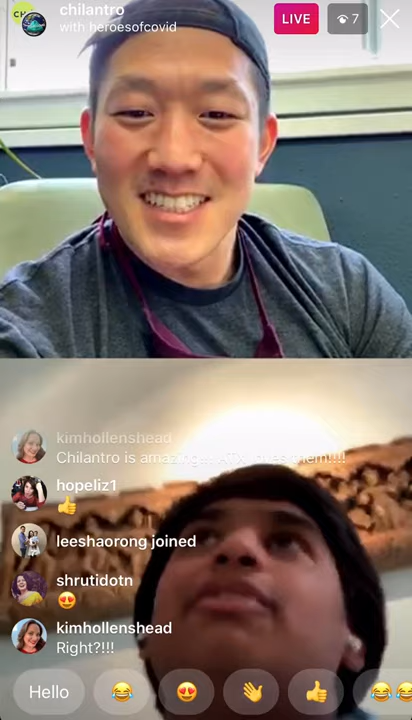 chilantro
with heroesofcovid
LIVE
7
kimhollenshead
Chilantro is amazing!!! ATX loves them!!!!
hopeliz1
👍
leeshaorong joined
shrutidotn
😍
kimhollenshead
Right?!!!
Hello
😂 😍 👋 👍 😂